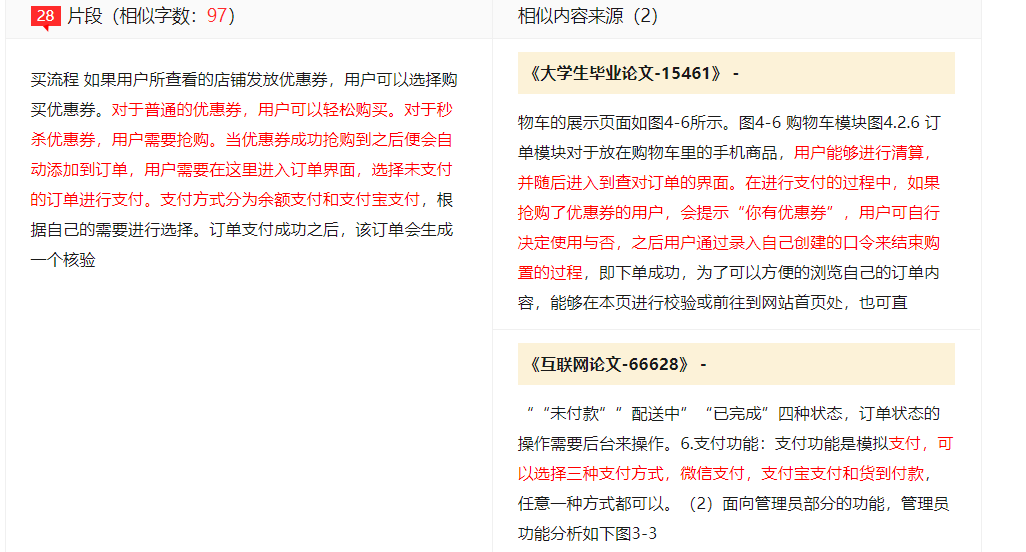 28 片段（相似字数：97）
买流程 如果用户所查看的店铺发放优惠券，用户可以选择购
买优惠券。对于普通的优惠券，用户可以轻松购买。对于秒
杀优惠券，用户需要抢购。当优惠券成功抢购到之后便会自
动添加到订单，用户需要在这里进入订单界面，选择未支付
的订单进行支付。支付方式分为余额支付和支付宝支付，根
据自己的需要进行选择。订单支付成功之后，该订单会生成
一个核验
相似内容来源（2）
《大学生毕业论文-15461》 -
物车的展示页面如图4-6所示。图4-6 购物车模块图4.2.6 订
单模块对于放在购物车里的手机商品，用户能够进行清算，
并随后进入到查对订单的界面。在进行支付的过程中，如果
抢购了优惠券的用户，会提示“你有优惠券”，用户可自行
决定使用与否，之后用户通过录入自己创建的口令来结束购
置的过程，即下单成功，为了可以方便的浏览自己的订单内
容，能够在本页进行校验或前往到网站首页处，也可直
《互联网论文-66628》 -
““未付款””配送中”“已完成”四种状态，订单状态的
操作需要后台来操作。6.支付功能：支付功能是模拟支付，可
以选择三种支付方式，微信支付，支付宝支付和货到付款，
任意一种方式都可以。（2）面向管理员部分的功能，管理员
功能分析如下图3-3